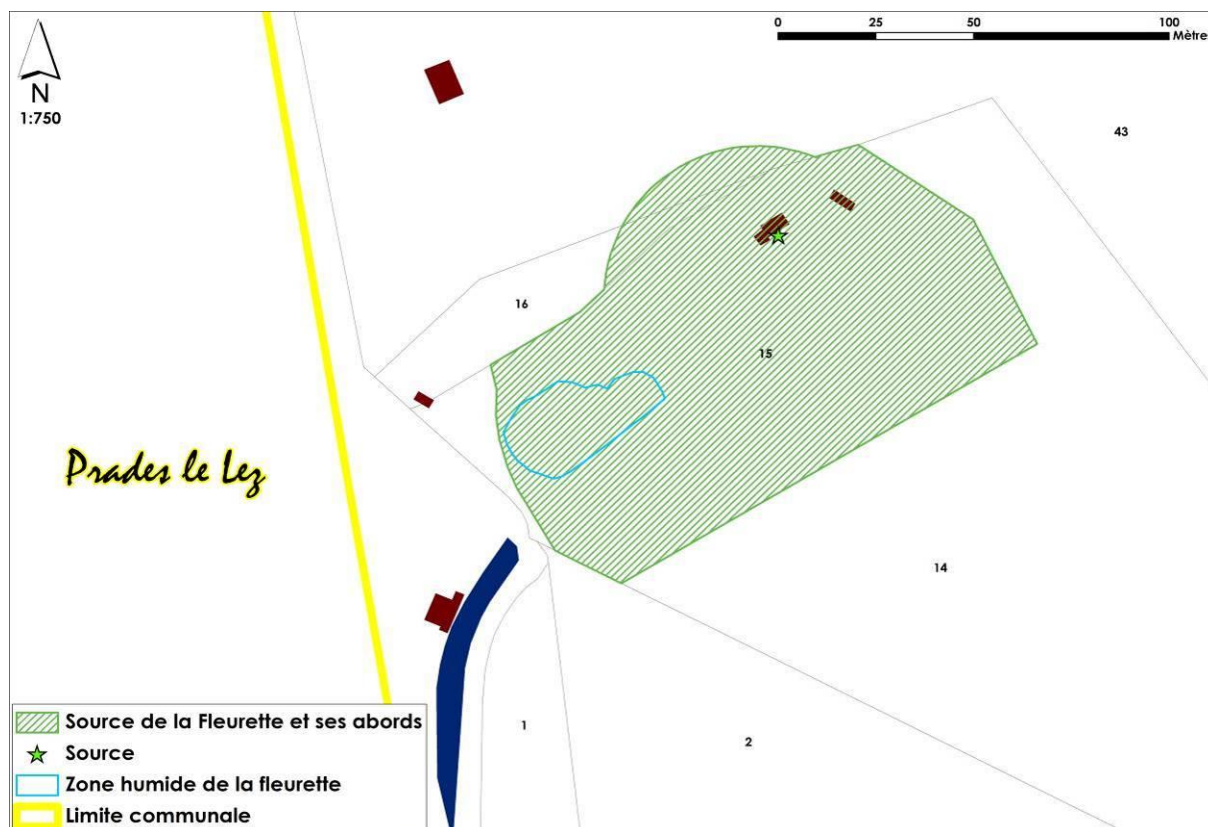 0 25 50 100
Mètres
N
1:750
43
16
15
Prades le Lez
14
1
2
Source de la Fleurette et ses abords
Source
Zone humide de la fleurette
Limite communale